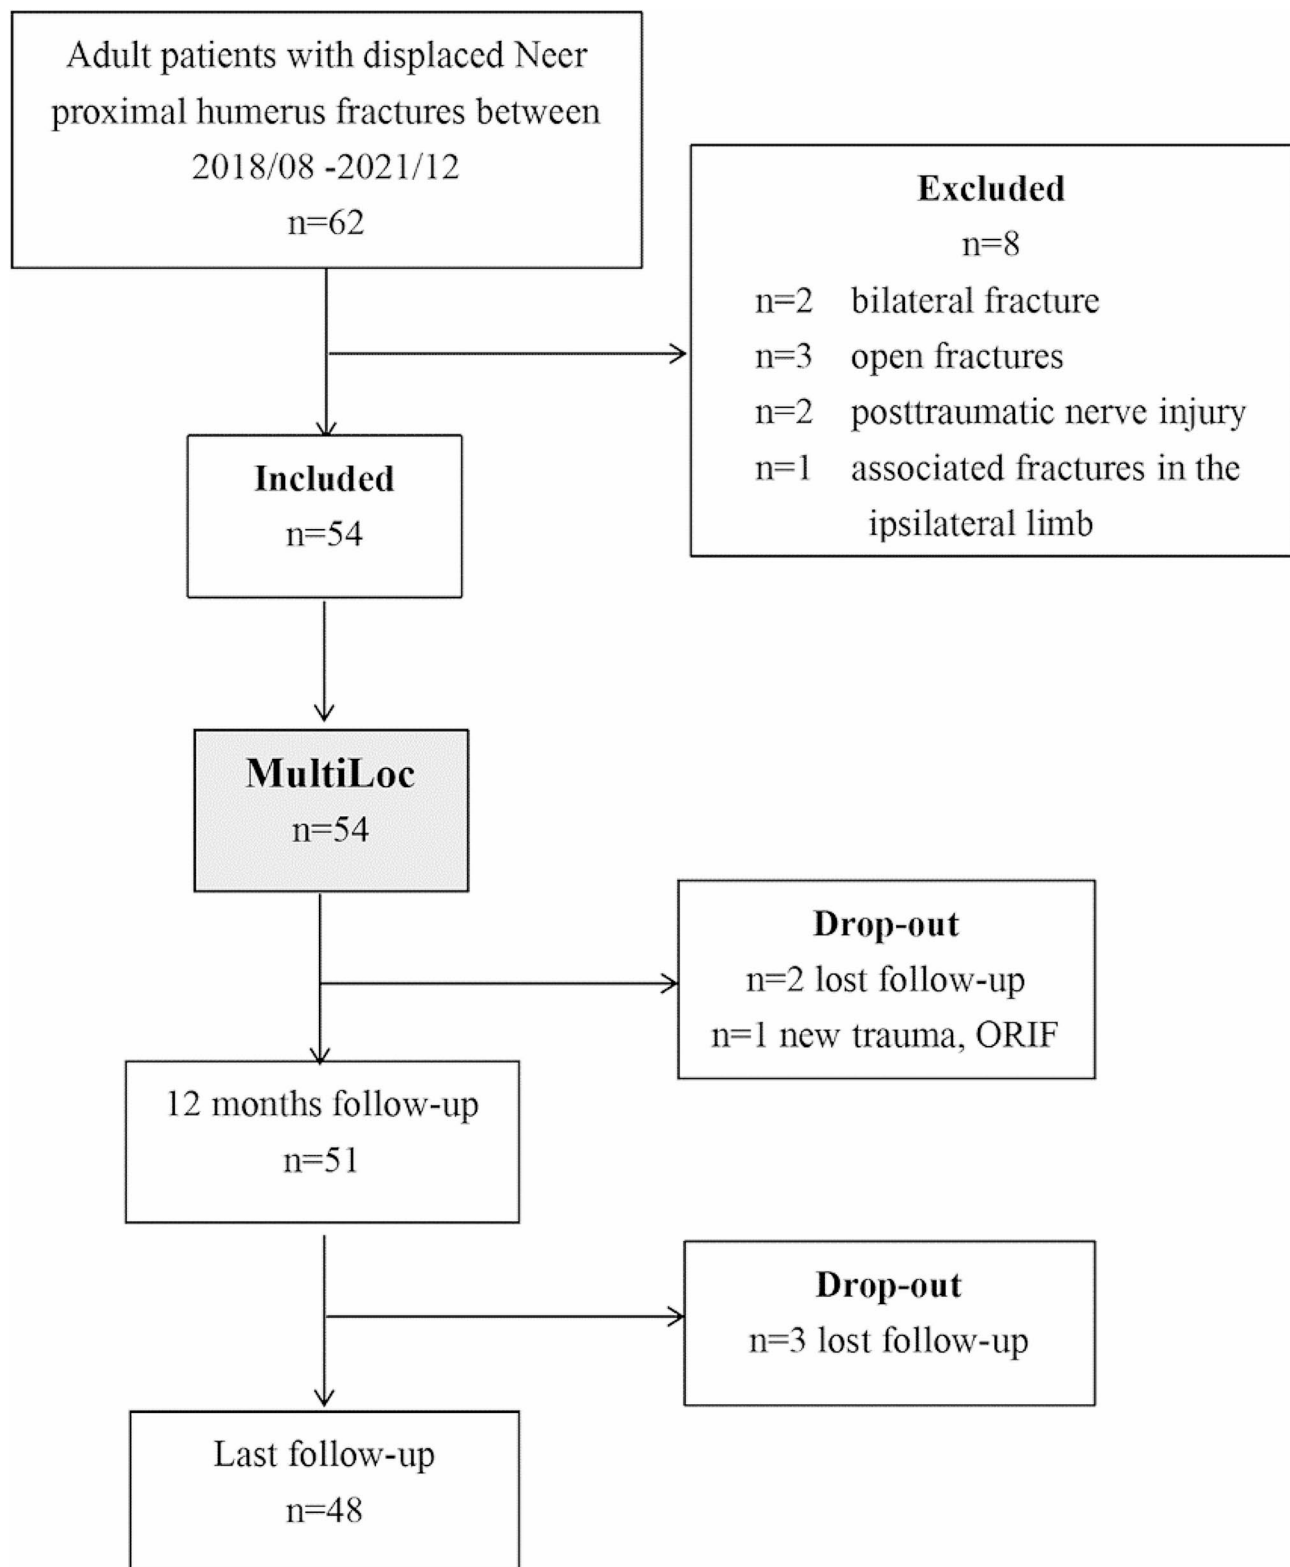 Adult patients with displaced Neer
proximal humerus fractures between
2018/08 -2021/12
n=62
Excluded
n=8
n=2 bilateral fracture
n=3 open fractures
n=2 posttraumatic nerve injury
n=1 associated fractures in the
ipsilateral limb
Included
n=54
MultiLoc
n=54
Drop-out
n=2 lost follow-up
n=1 new trauma, ORIF
12 months follow-up
n=51
Drop-out
n=3 lost follow-up
Last follow-up
n=48